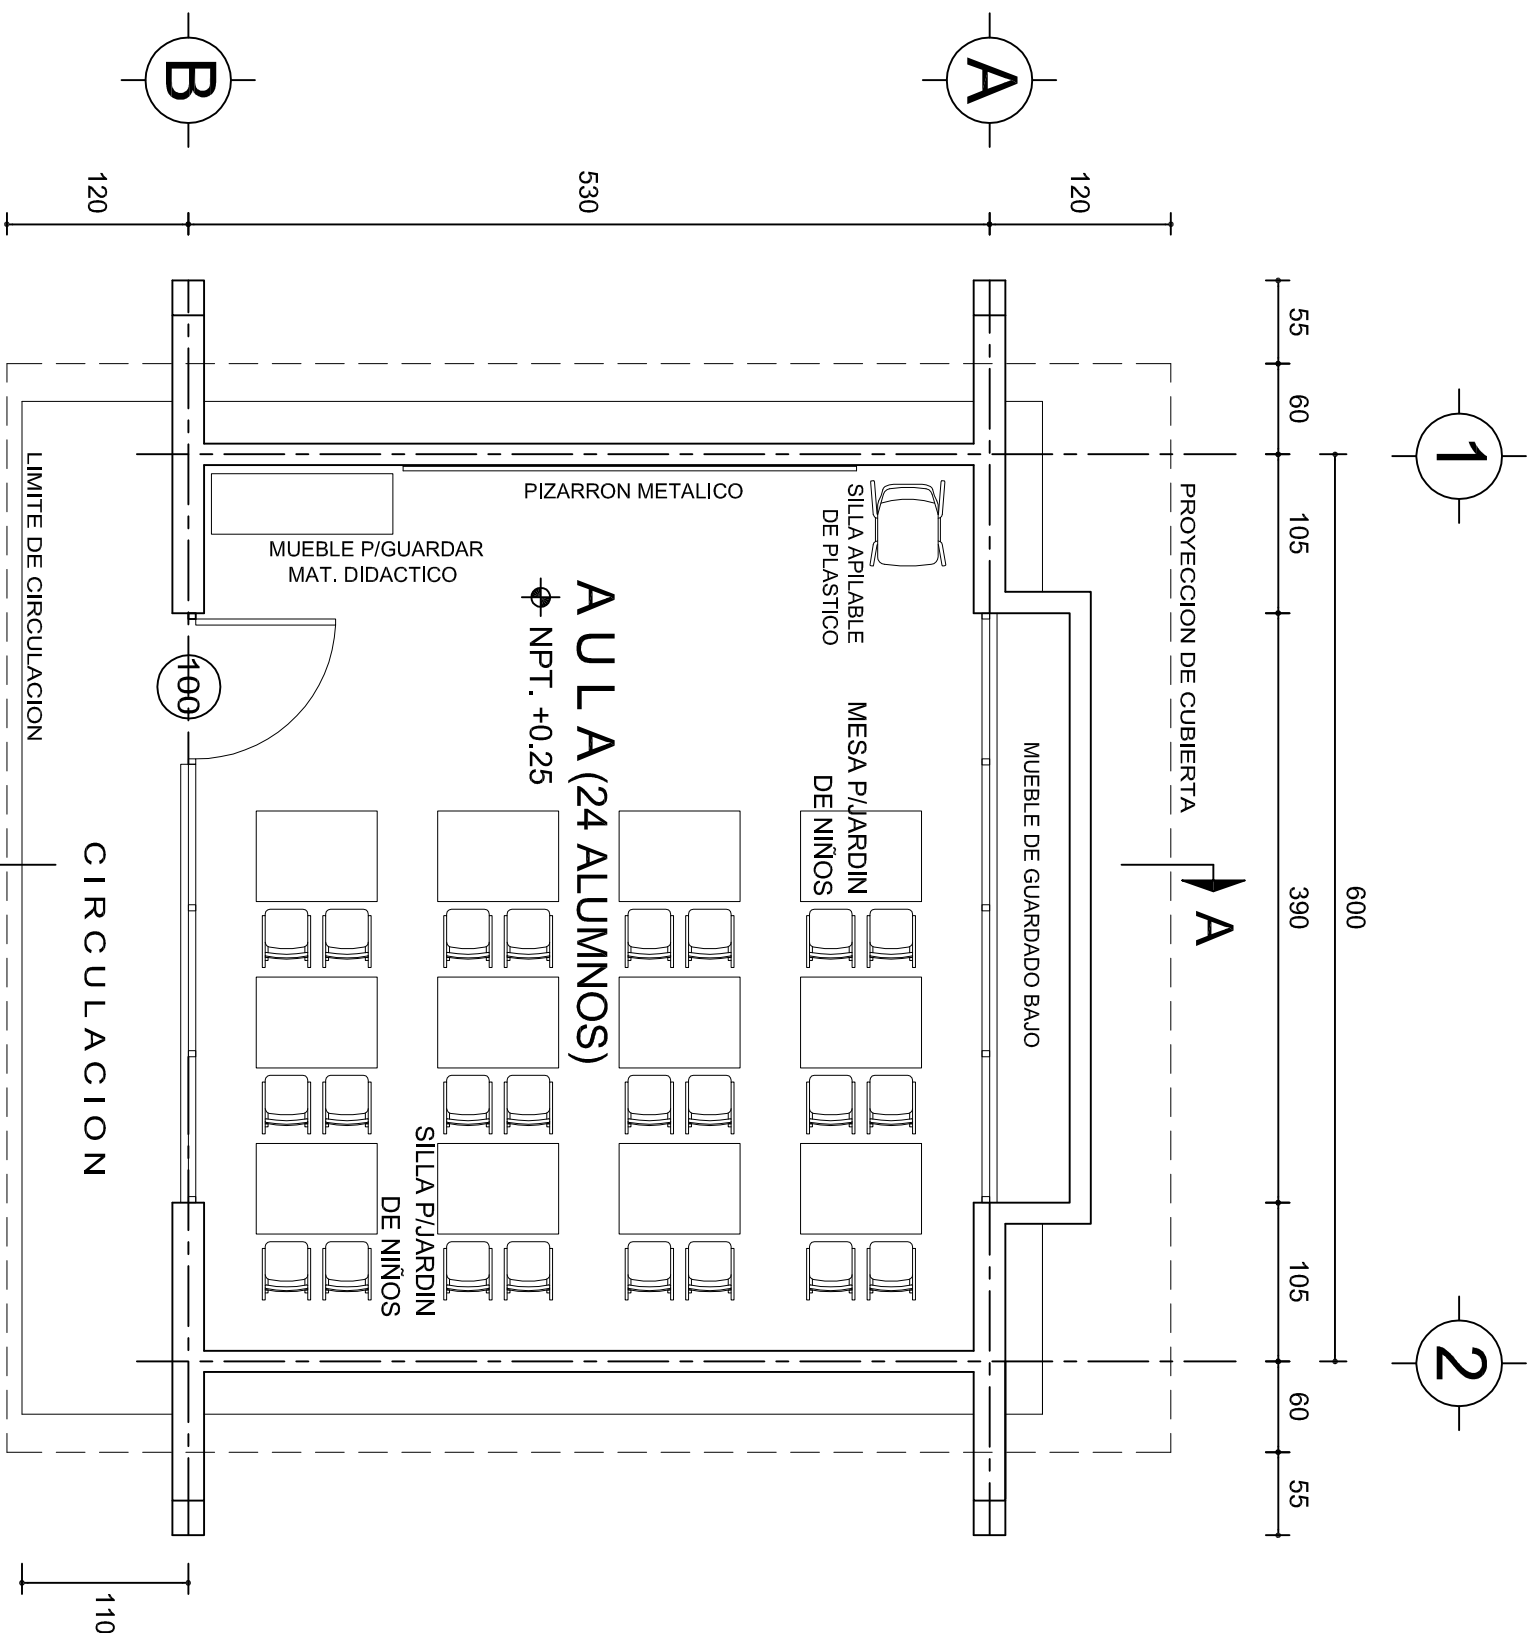 1
2
600
55
60
105
390
105
60
55
A
PROYECCION DE CUBIERTA
A
120
530
120
B
MUEBLE DE GUARDADO BAJO
SILLA APILABLE
DE PLASTICO
MESA P/JARDIN
DE NIÑOS
PIZARRON METALICO
A U L A (24 ALUMNOS)
NPT. +0.25
MUEBLE P/GUARDAR
MAT. DIDACTICO
SILLA P/JARDIN
DE NIÑOS
100
C I R C U L A C I O N
LIMITE DE CIRCULACION
110